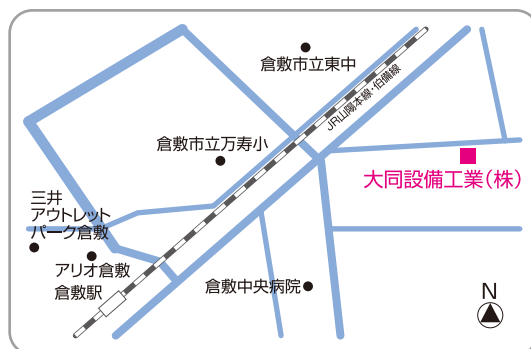 倉敷市立東中
JR山陽本線・伯備線
倉敷市立万寿小
大同設備工業(株)
三井
アウトレット
パーク倉敷
アリオ倉敷
倉敷駅
倉敷中央病院
N